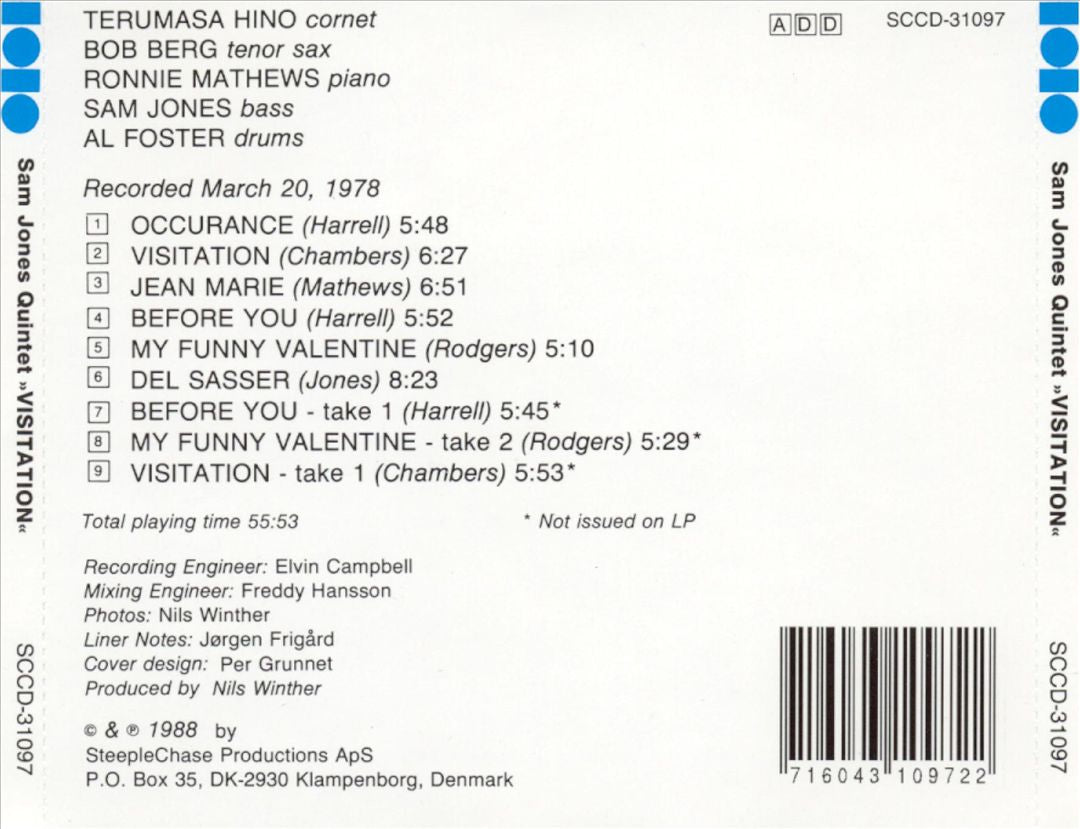 TERUMASA HINO cornet
BOB BERG tenor sax
RONNIE MATHEWS piano
SAM JONES bass
AL FOSTER drums
ADD
SCCD-31097
Recorded March 20, 1978
1 OCCURANCE (Harrell) 5:48
2 VISITATION (Chambers) 6:27
3 JEAN MARIE (Mathews) 6:51
4 BEFORE YOU (Harrell) 5:52
5 MY FUNNY VALENTINE (Rodgers) 5:10
6 DEL SASSER (Jones) 8:23
7 BEFORE YOU - take 1 (Harrell) 5:45*
8 MY FUNNY VALENTINE - take 2 (Rodgers) 5:29*
9 VISITATION - take 1 (Chambers) 5:53*
Total playing time 55:53
* Not issued on LP
Recording Engineer: Elvin Campbell
Mixing Engineer: Freddy Hansson
Photos: Nils Winther
Liner Notes: Jørgen Frigård
Cover design: Per Grunnet
Produced by Nils Winther
© & ℗ 1988 by
SteepleChase Productions ApS
P.O. Box 35, DK-2930 Klampenborg, Denmark
7 16043 10972 2
Sam Jones Quintet »VISITATION« SCCD-31097
Sam Jones Quintet »VISITATION« SCCD-31097